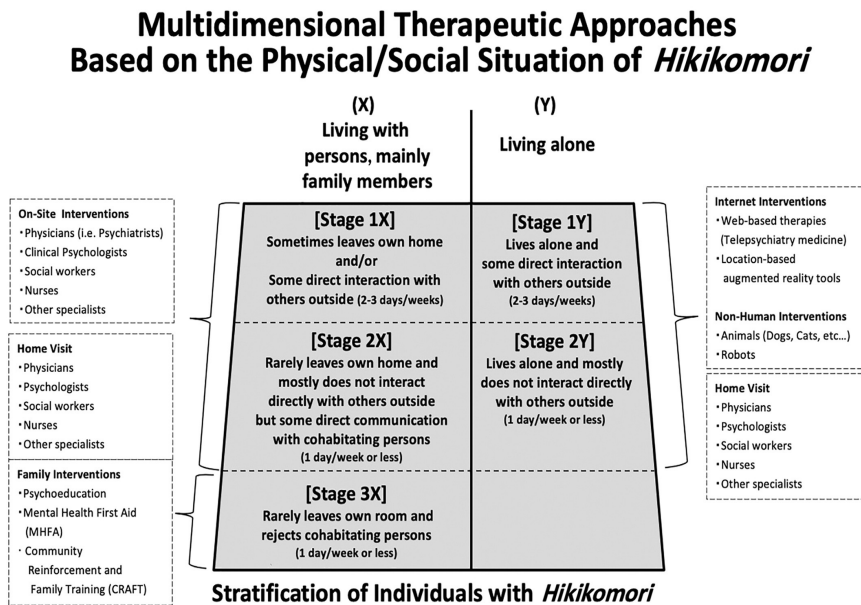 Multidimensional Therapeutic Approaches
Based on the Physical/Social Situation of Hikikomori
(X)
Living with
persons, mainly
family members
(Y)
Living alone
On-Site Interventions
・Physicians (i.e. Psychiatrists)
・Clinical Psychologists
・Social workers
・Nurses
・Other specialists
Home Visit
・Physicians
・Psychologists
・Social workers
・Nurses
・Other specialists
Family Interventions
・Psychoeducation
・Mental Health First Aid
(MHFA)
・Community
Reinforcement and
Family Training (CRAFT)
[Stage 1X]
Sometimes leaves own home
and/or
Some direct interaction with
others outside (2-3 days/weeks)
[Stage 2X]
Rarely leaves own home and
mostly does not interact
directly with others outside
but some direct communication
with cohabitating persons
(1 day/week or less)
[Stage 3X]
Rarely leaves own room and
rejects cohabitating persons
(1 day/week or less)
[Stage 1Y]
Lives alone and
some direct interaction
with others outside
(2-3 days/weeks)
[Stage 2Y]
Lives alone and mostly
does not interact directly
with others outside
(1 day/week or less)
Internet Interventions
・Web-based therapies
(Telepsychiatry medicine)
・Location-based
augmented reality tools
Non-Human Interventions
・Animals (Dogs, Cats, etc…)
・Robots
Home Visit
・Physicians
・Psychologists
・Social workers
・Nurses
・Other specialists
Stratification of Individuals with Hikikomori